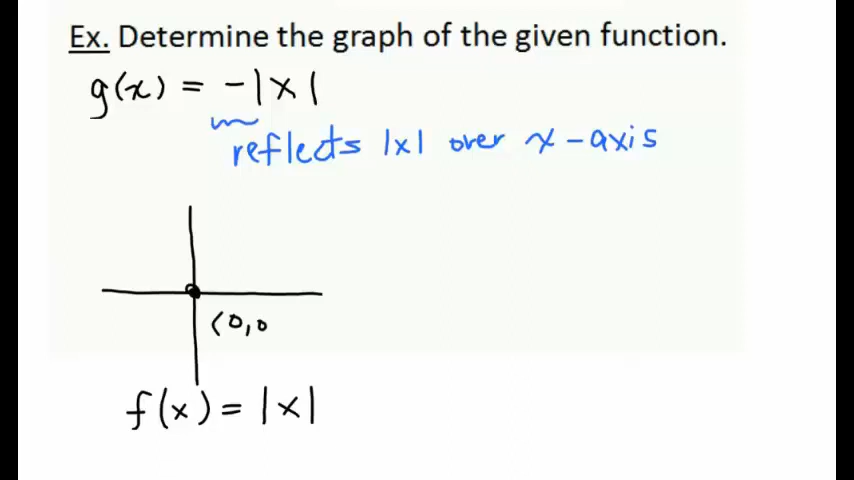 Ex. Determine the graph of the given function.
g(x) = -|x|
reflects |x| over x-axis
(0,0
f(x) = |x|